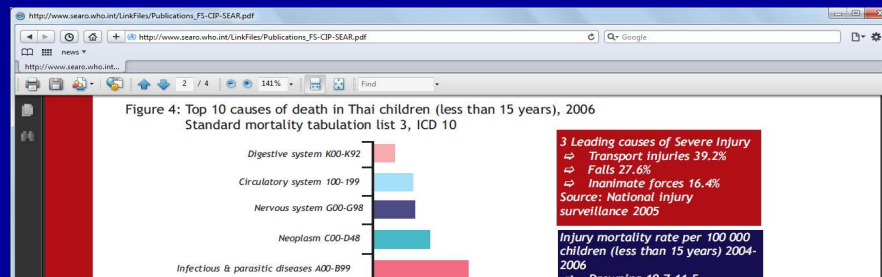 http://www.searo.who.int/LinkFiles/Publications_FS-CIP-SEAR.pdf
http://www.searo.who.int/LinkFiles/Publications_FS-CIP-SEAR.pdf
Google
news
http://www.searo.who.int...
2 / 4
141%
Find
Figure 4: Top 10 causes of death in Thai children (less than 15 years), 2006
Standard mortality tabulation list 3, ICD 10
Digestive system K00-K92
Circulatory system 100-199
Nervous system G00-G98
Neoplasm C00-D48
Infectious & parasitic diseases A00-B99
3 Leading causes of Severe Injury
⇨ Transport injuries 39.2%
⇨ Falls 27.6%
⇨ Inanimate forces 16.4%
Source: National injury
surveillance 2005
Injury mortality rate per 100 000
children (less than 15 years) 2004-
2006